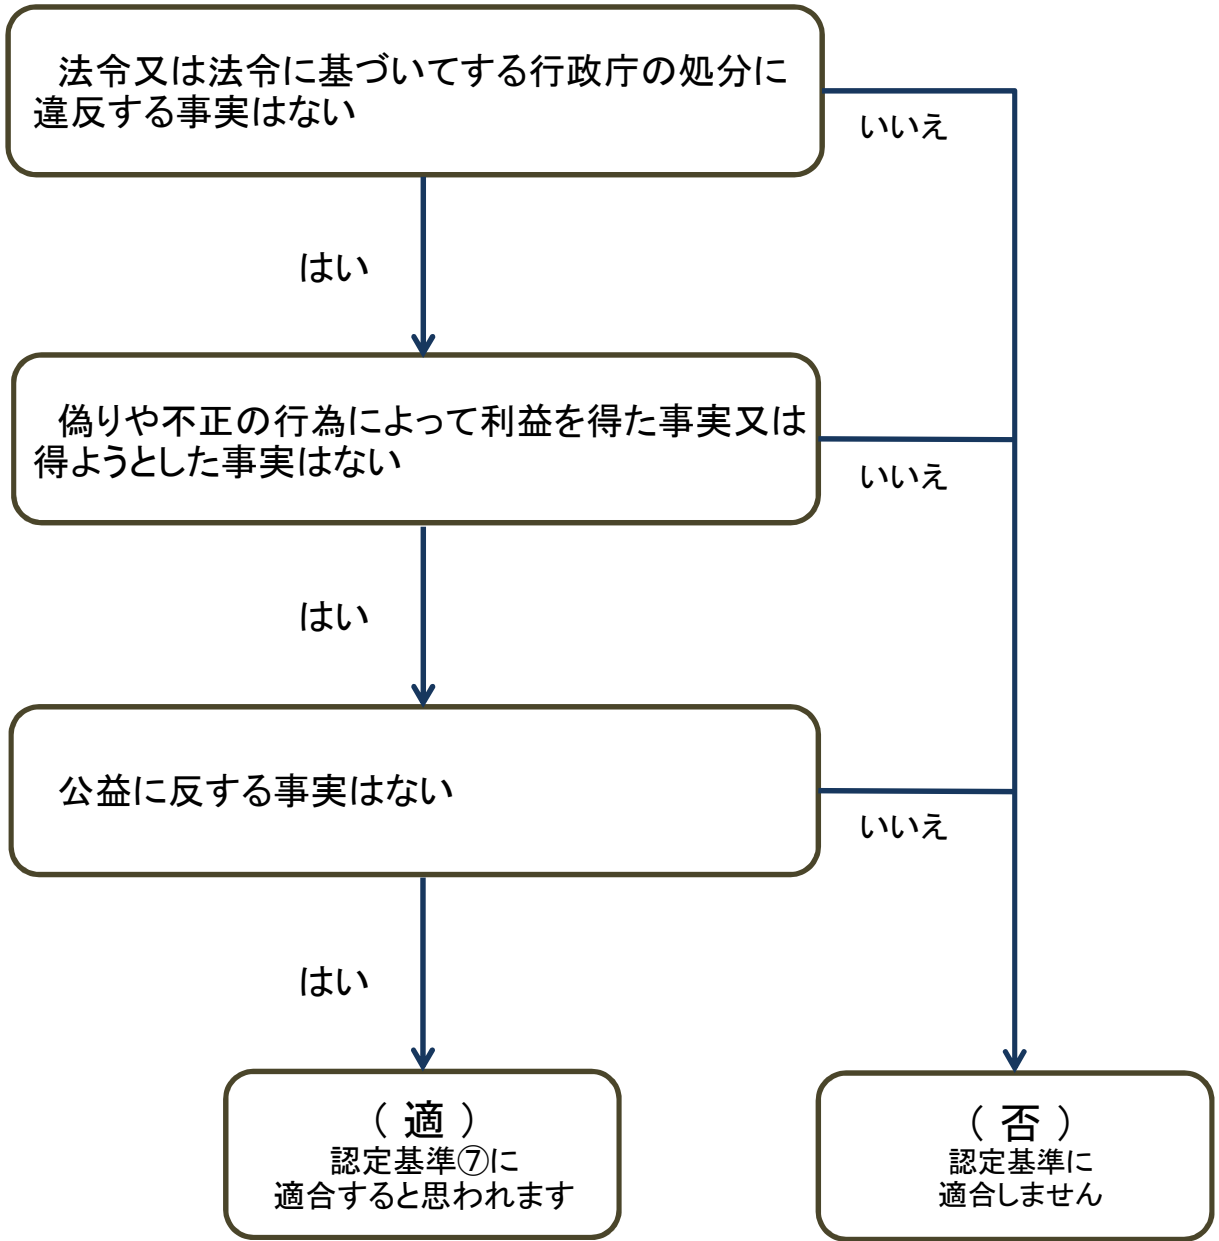 法令又は法令に基づいてする行政庁の処分に
違反する事実はない
いいえ
はい
偽りや不正の行為によって利益を得た事実又は
得ようとした事実はない
いいえ
はい
公益に反する事実はない
いいえ
はい
（ 適 ）
認定基準⑦に
適合すると思われます
（ 否 ）
認定基準に
適合しません